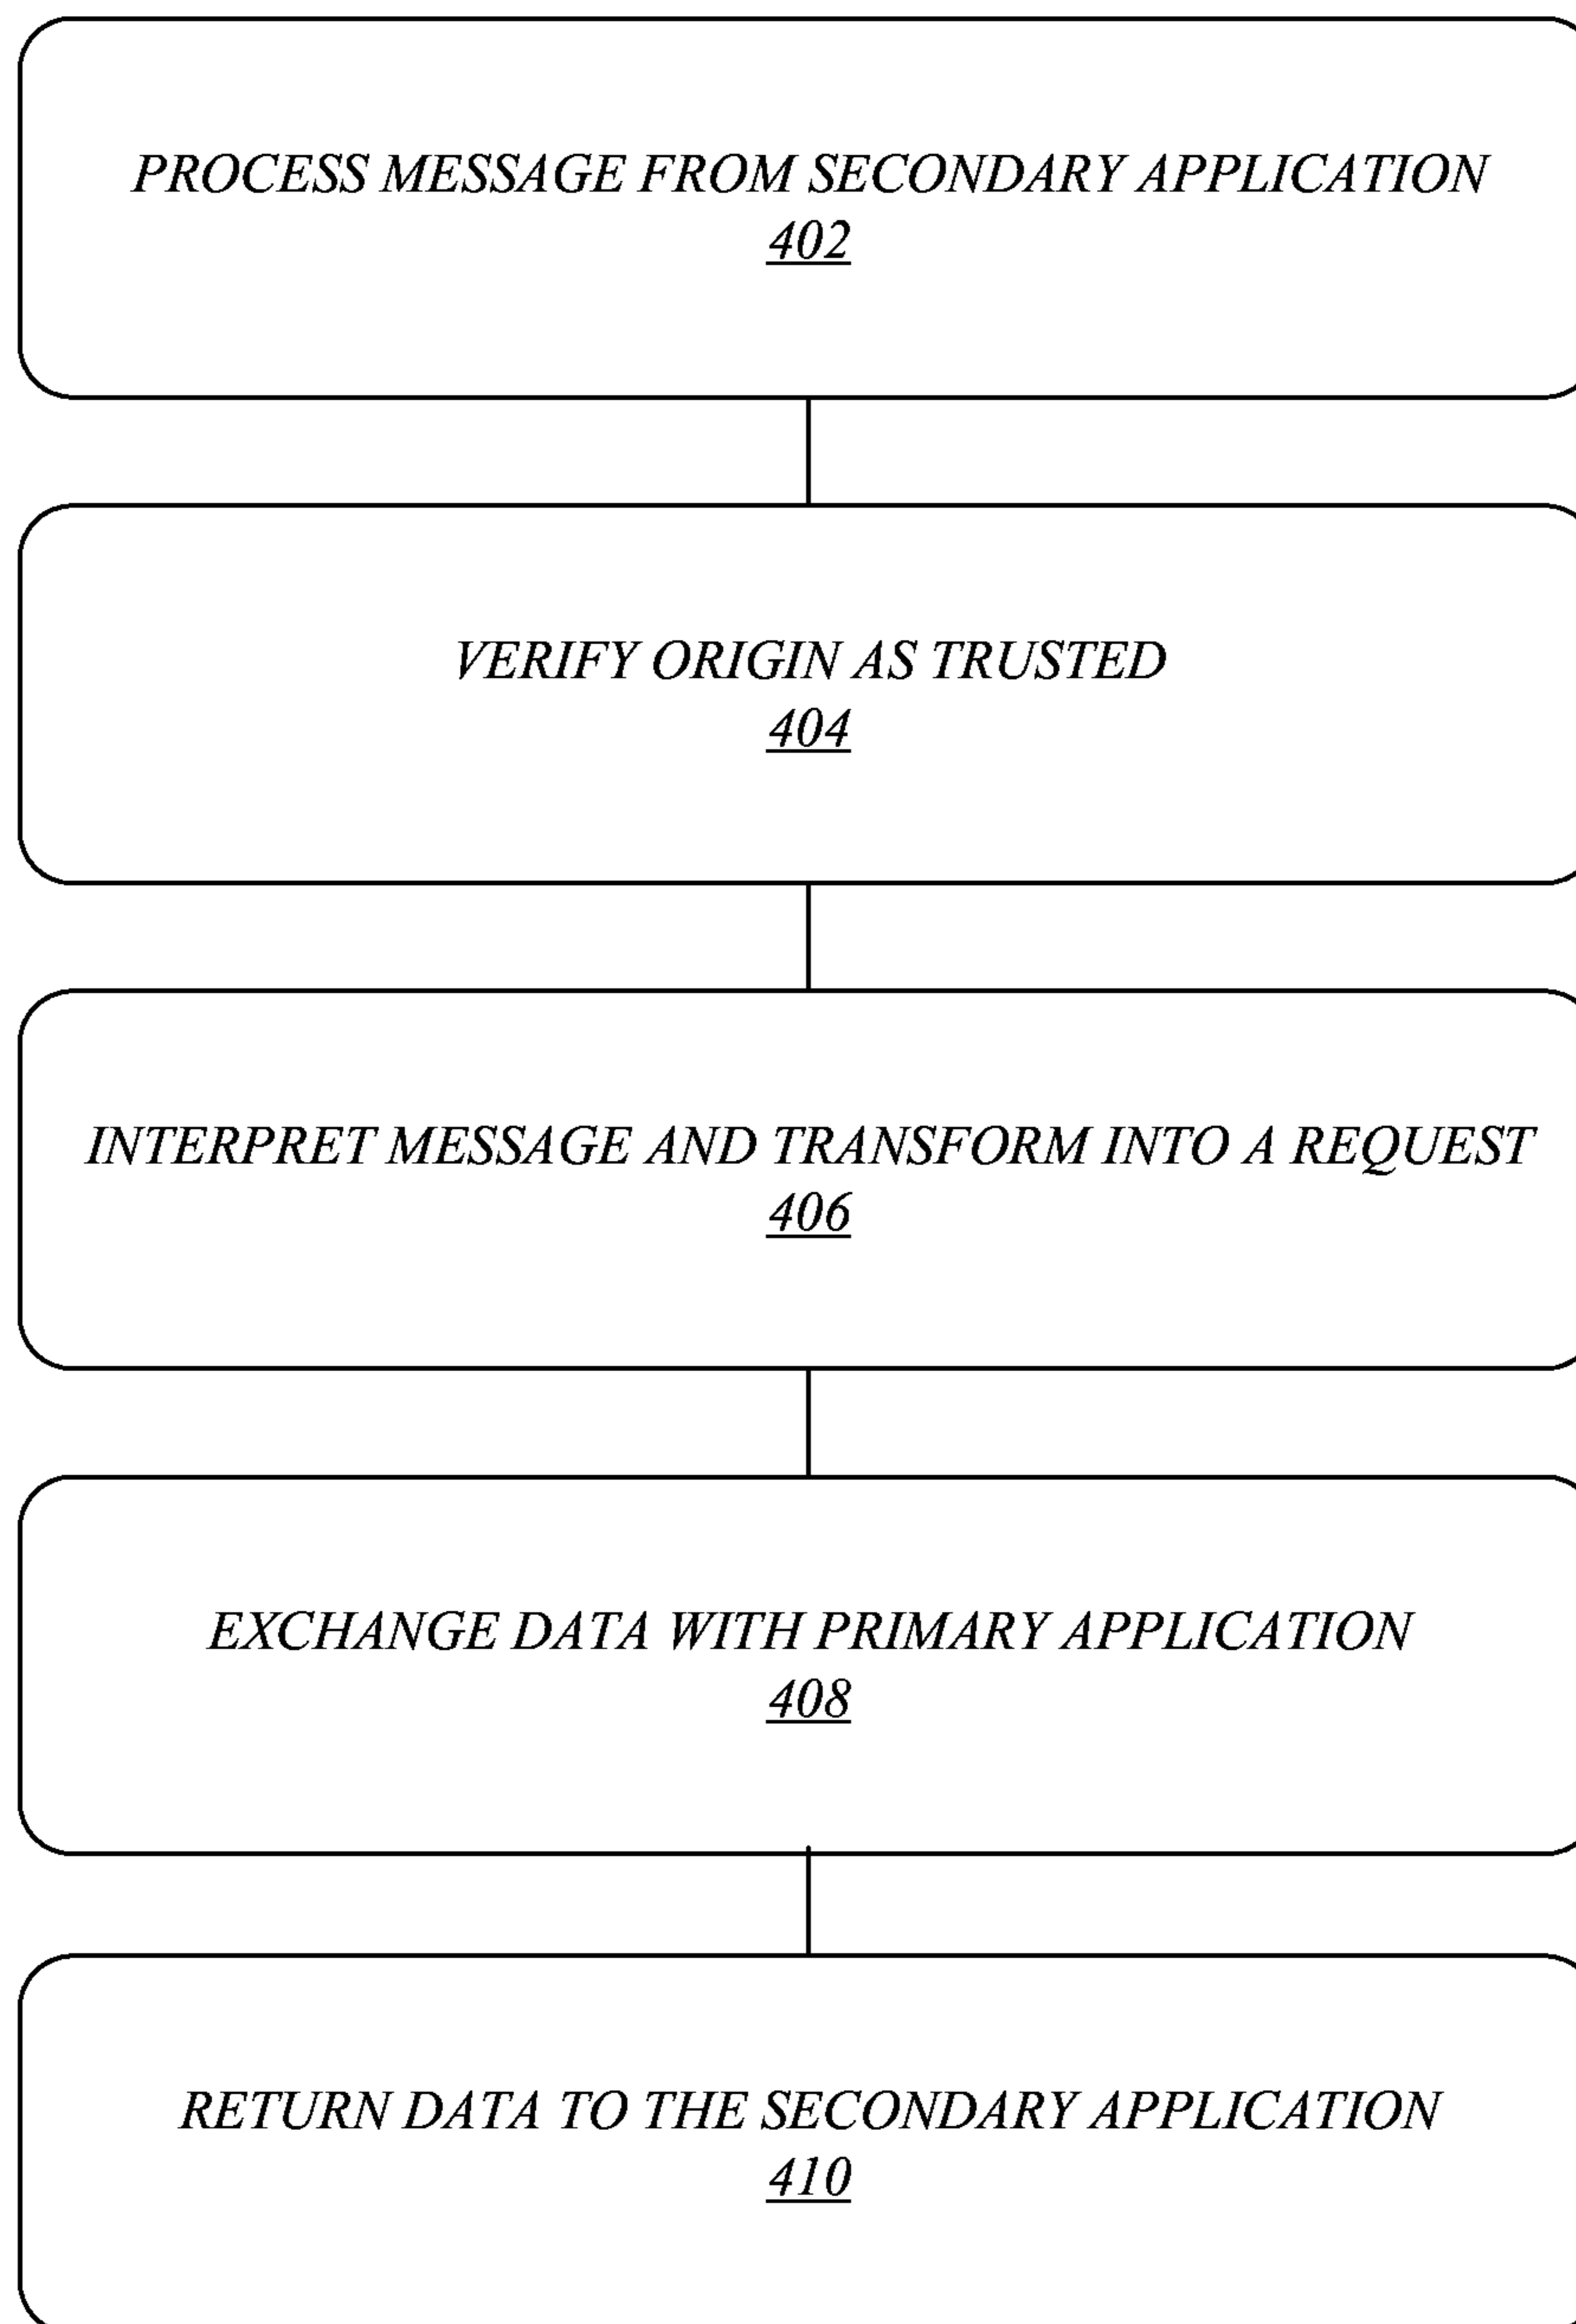 PROCESS MESSAGE FROM SECONDARY APPLICATION
402
VERIFY ORIGIN AS TRUSTED
404
INTERPRET MESSAGE AND TRANSFORM INTO A REQUEST
406
EXCHANGE DATA WITH PRIMARY APPLICATION
408
RETURN DATA TO THE SECONDARY APPLICATION
410